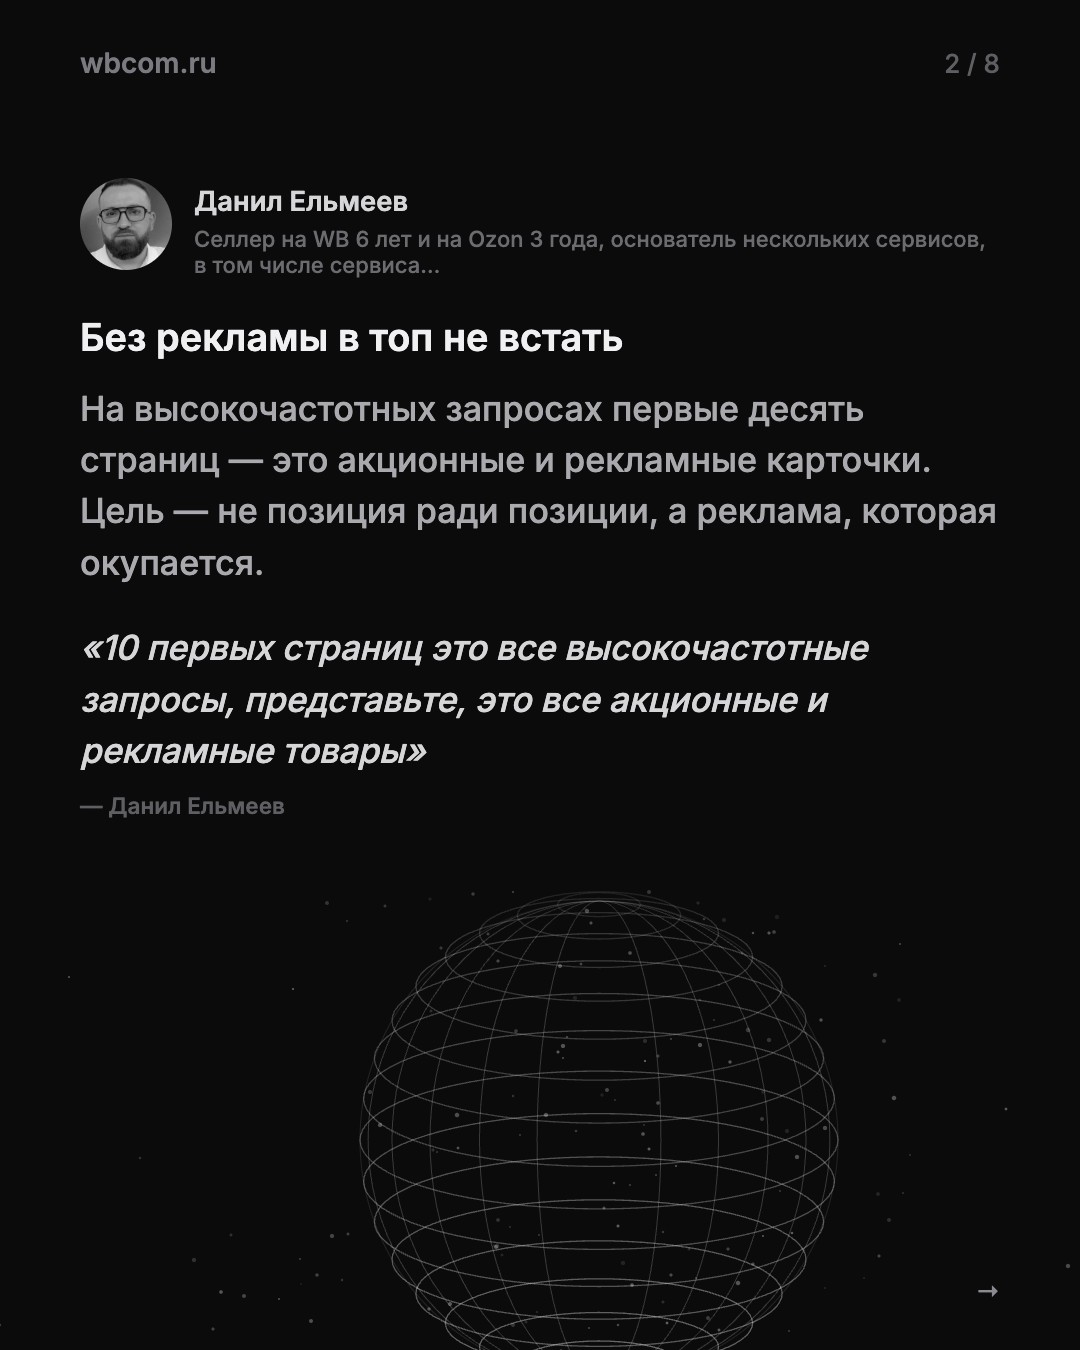 wbcom.ru
2 / 8
Данил Ельмеев
Селлер на WB 6 лет и на Ozon 3 года, основатель нескольких сервисов,
в том числе сервиса...
Без рекламы в топ не встать
На высокочастотных запросах первые десять
страниц — это акционные и рекламные карточки.
Цель — не позиция ради позиции, а реклама, которая
окупается.
«10 первых страниц это все высокочастотные
запросы, представьте, это все акционные и
рекламные товары»
— Данил Ельмеев
→